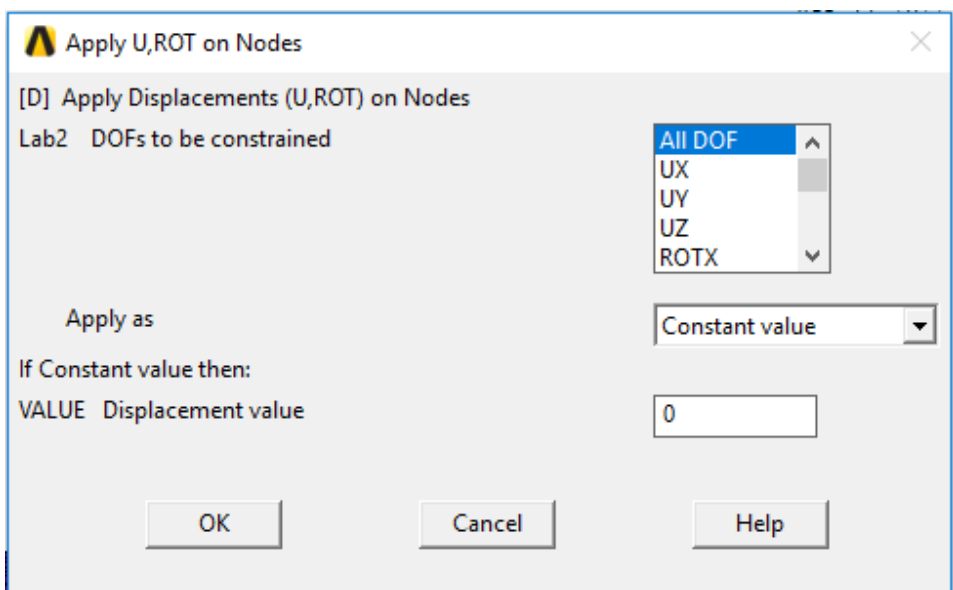 Apply U,ROT on Nodes
[D] Apply Displacements (U,ROT) on Nodes
Lab2 DOFs to be constrained
All DOF
UX
UY
UZ
ROTX
Apply as
Constant value
If Constant value then:
VALUE Displacement value
0
OK
Cancel
Help